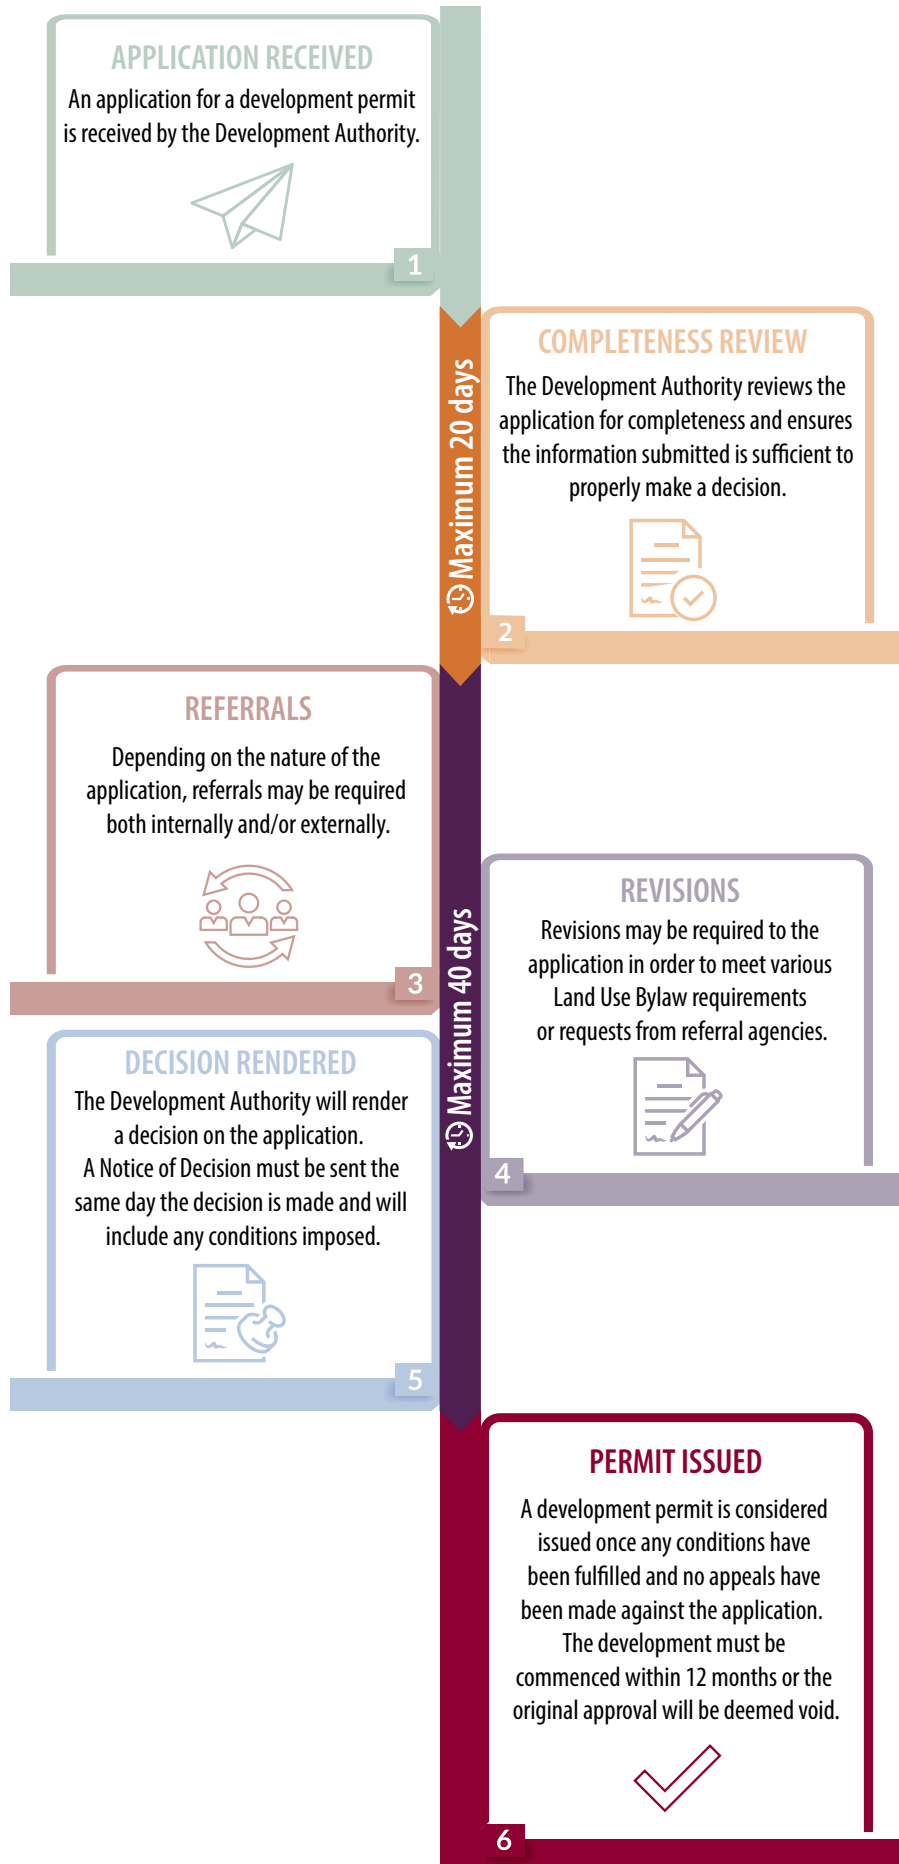 APPLICATION RECEIVED
An application for a development permit
is received by the Development Authority.
1
Maximum 20 days
COMPLETENESS REVIEW
The Development Authority reviews the
application for completeness and ensures
the information submitted is sufficient to
properly make a decision.
2
REFERRALS
Depending on the nature of the
application, referrals may be required
both internally and/or externally.
3
Maximum 40 days
REVISIONS
Revisions may be required to the
application in order to meet various
Land Use Bylaw requirements
or requests from referral agencies.
4
DECISION RENDERED
The Development Authority will render
a decision on the application.
A Notice of Decision must be sent the
same day the decision is made and will
include any conditions imposed.
5
PERMIT ISSUED
A development permit is considered
issued once any conditions have
been fulfilled and no appeals have
been made against the application.
The development must be
commenced within 12 months or the
original approval will be deemed void.
6